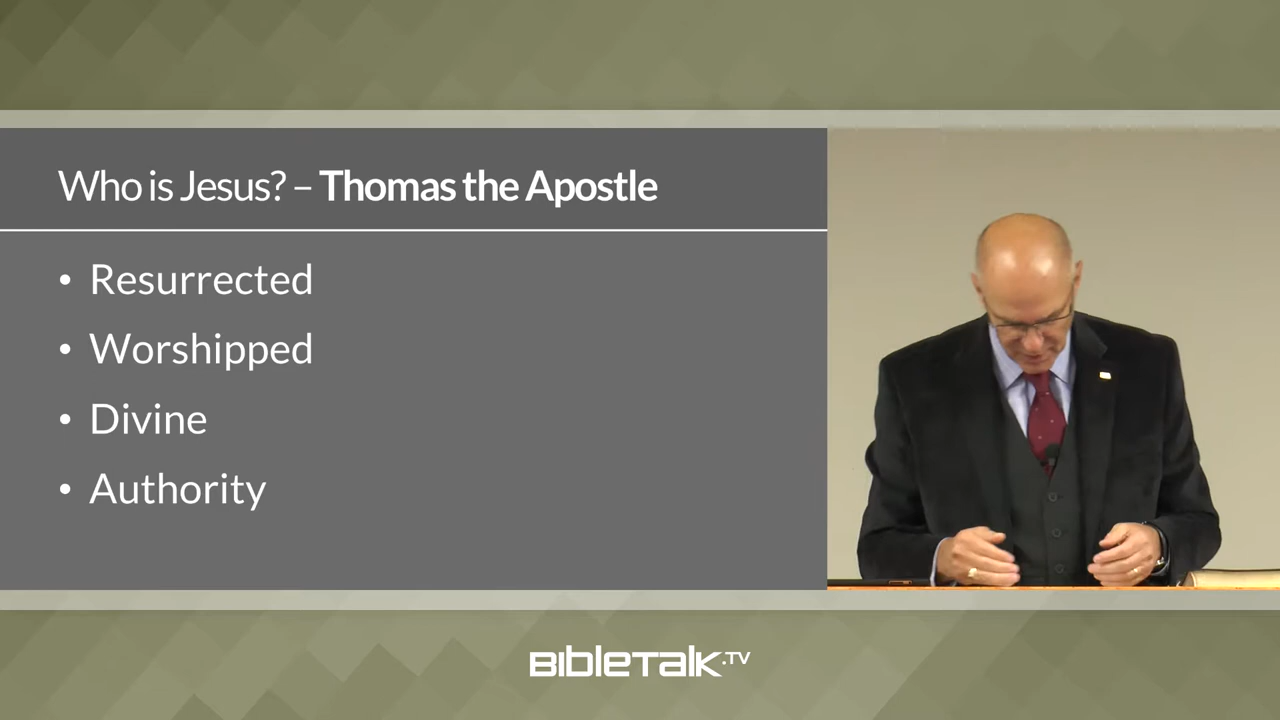 Who is Jesus? – Thomas the Apostle
• Resurrected
• Worshipped
• Divine
• Authority
BibleTalk.TV